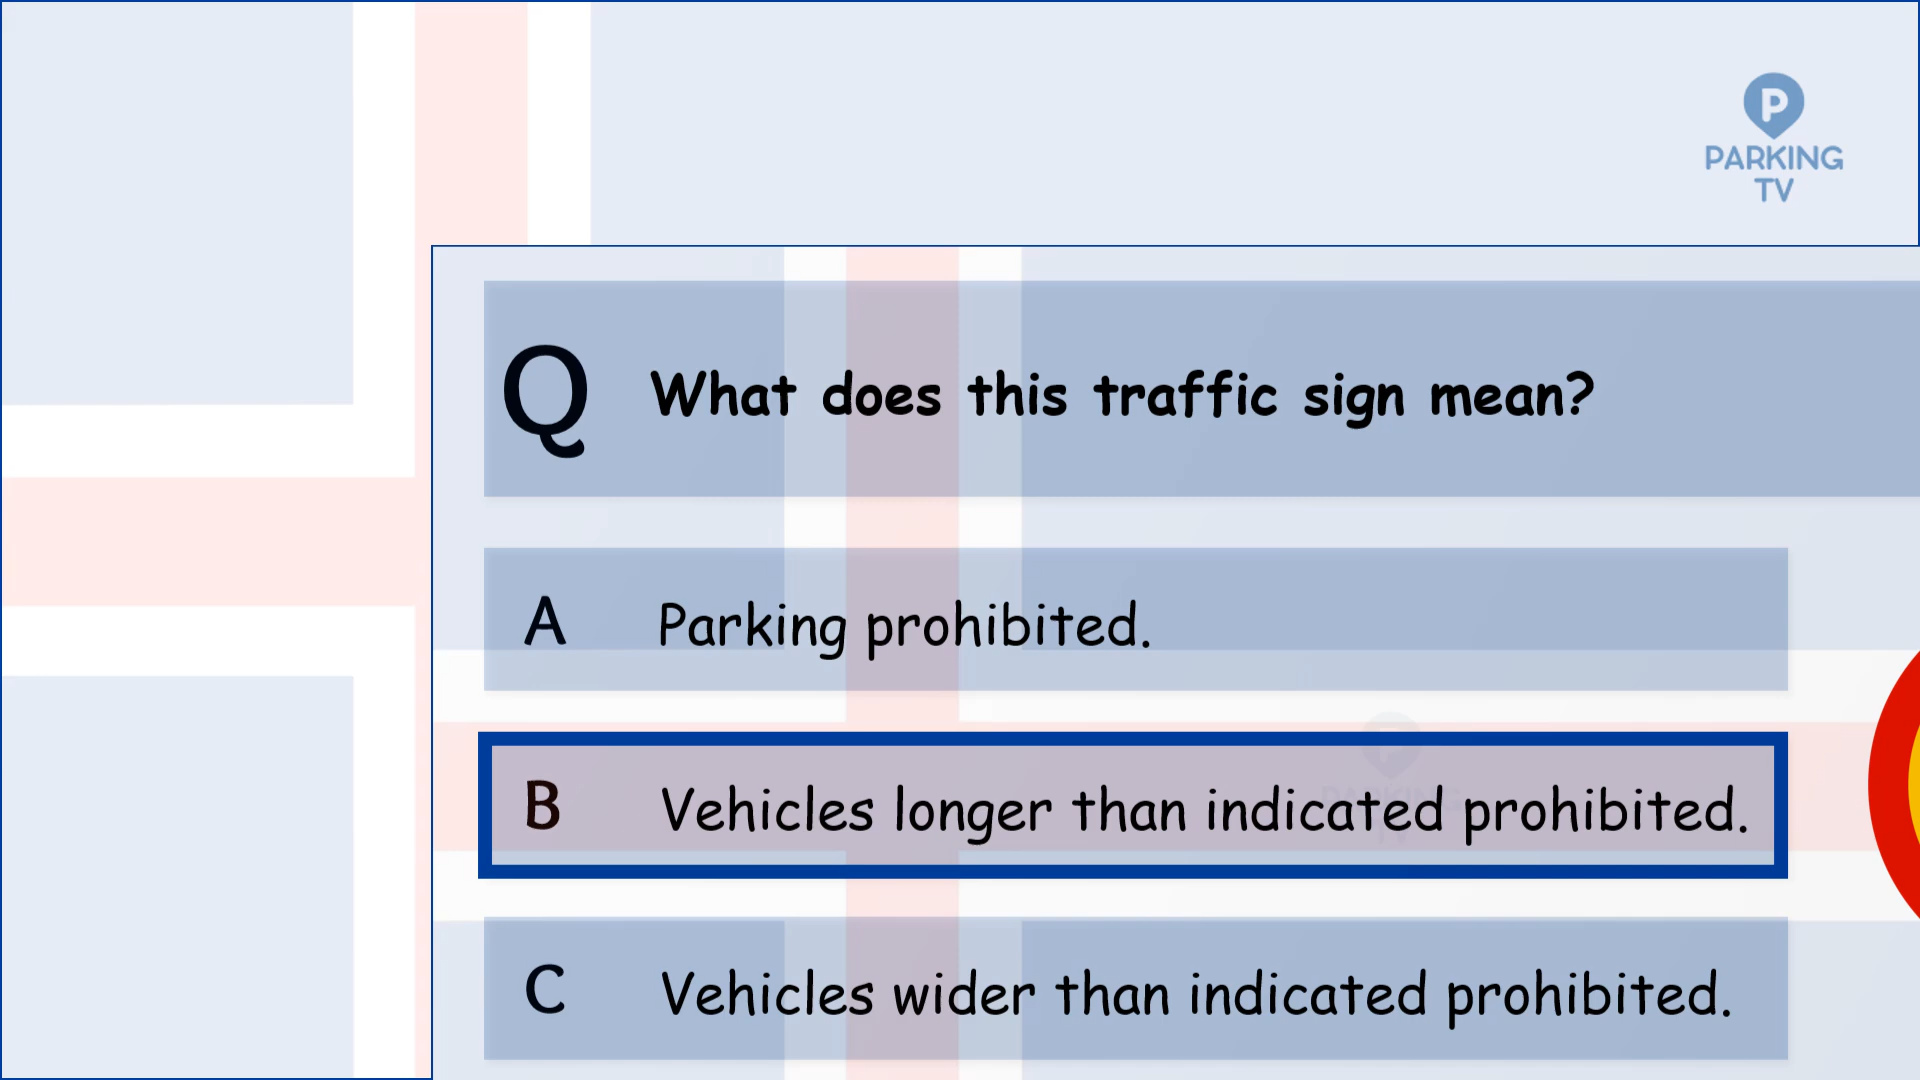 P
PARKING
TV
Q What does this traffic sign mean?
A Parking prohibited.
B Vehicles longer than indicated prohibited.
C Vehicles wider than indicated prohibited.